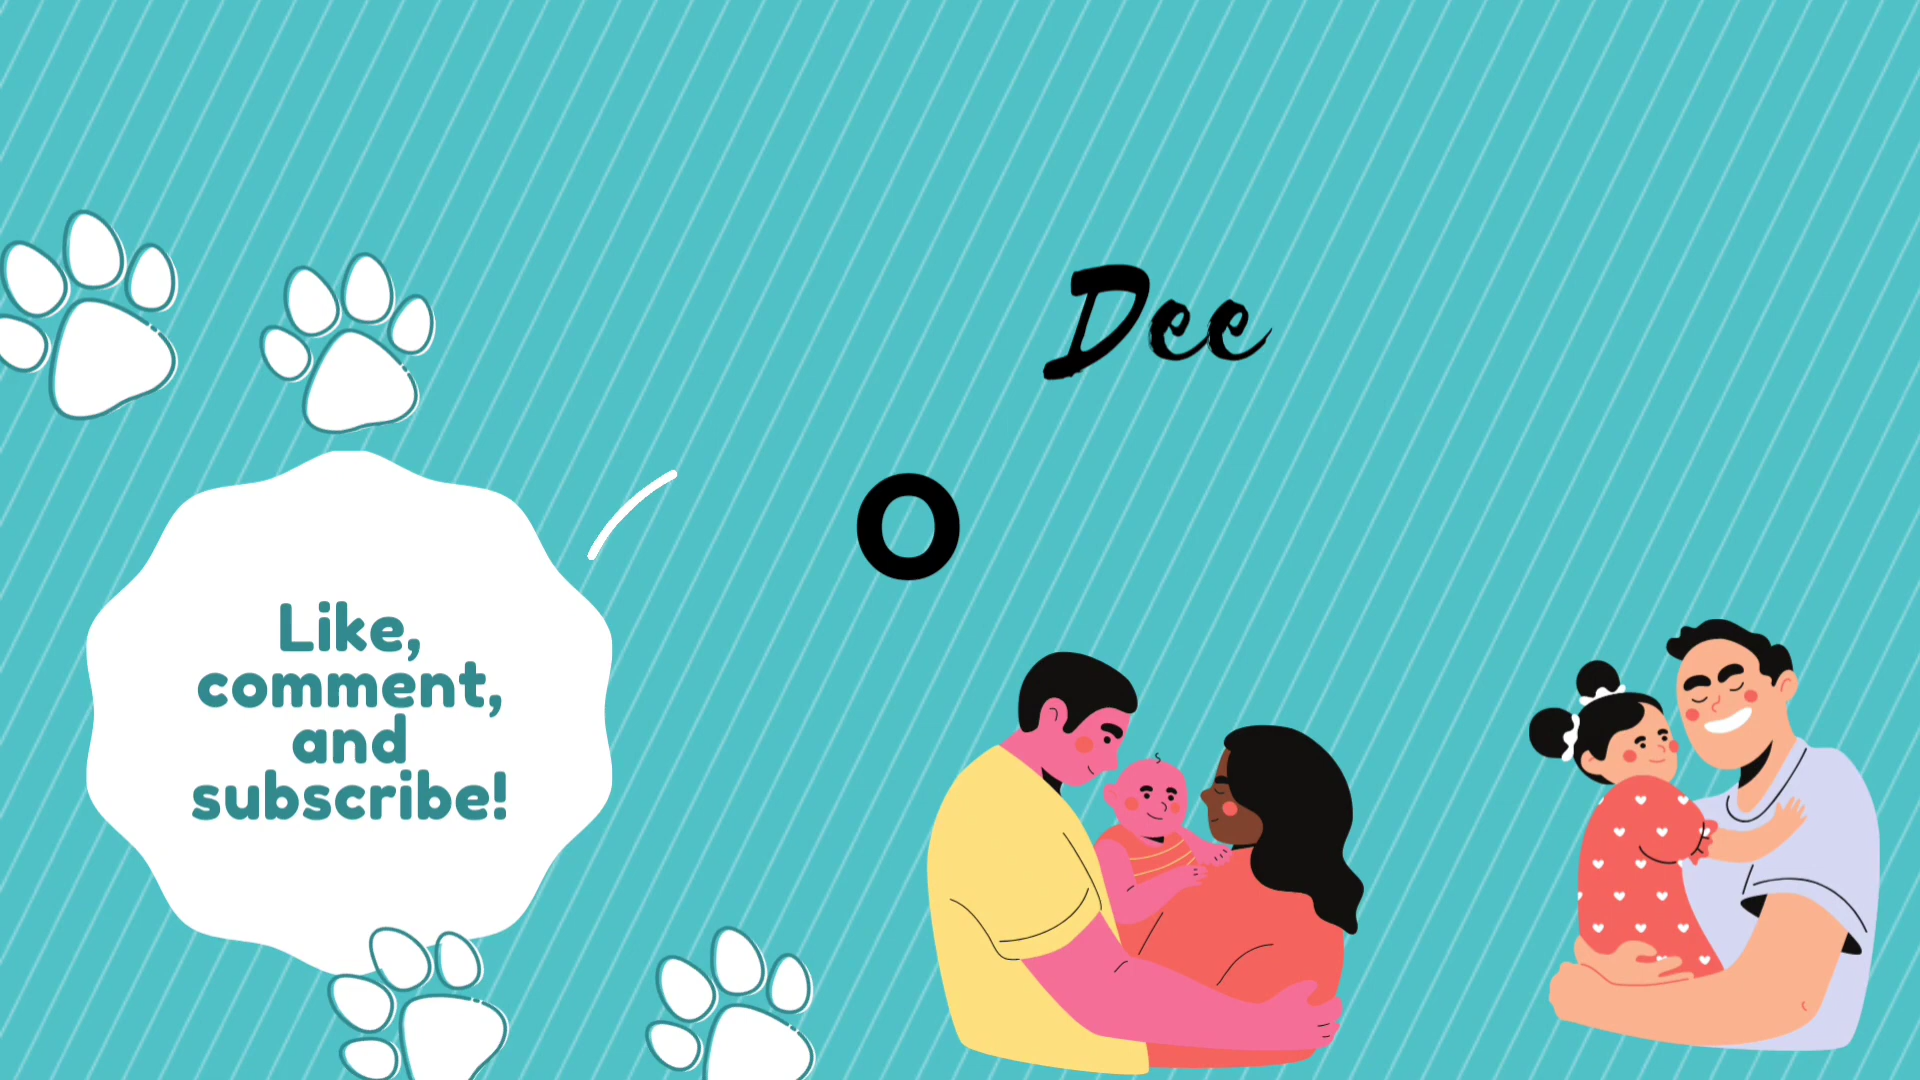 Dee
O
Like,
comment,
and
subscribe!